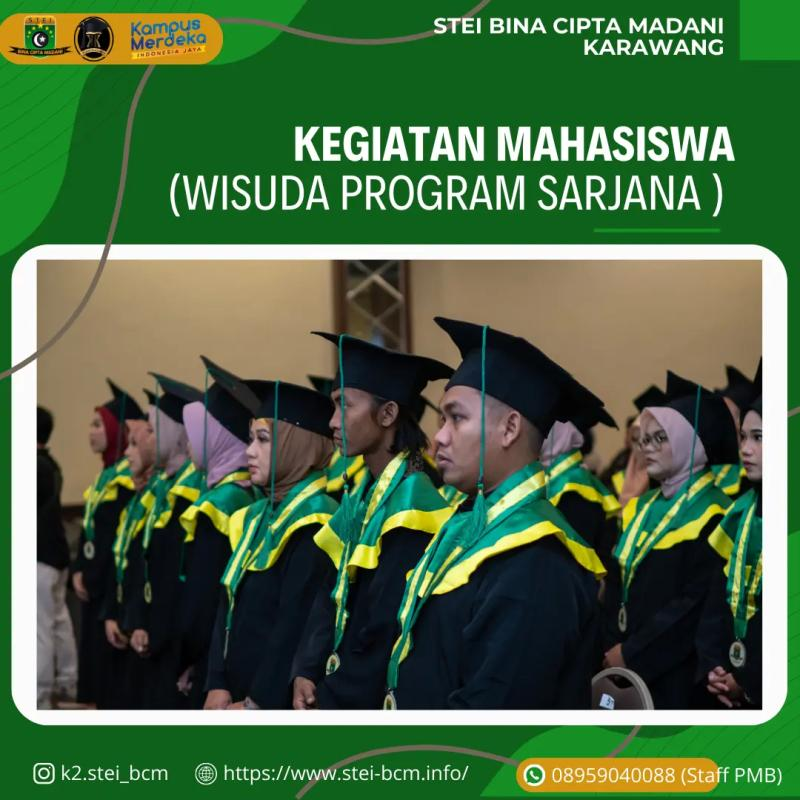 STEI
BINA CIPTA MADANI
Kampus
Merdeka
INDONESIA JAYA
STEI BINA CIPTA MADANI
KARAWANG
KEGIATAN MAHASISWA
(WISUDA PROGRAM SARJANA )
k2.stei_bcm
https://www.stei-bcm.info/
08959040088 (Staff PMB)